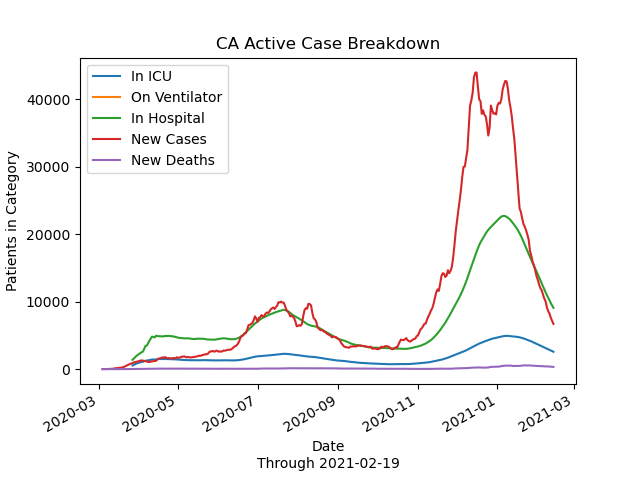 CA Active Case Breakdown
In ICU
On Ventilator
In Hospital
New Cases
New Deaths
Patients in Category
40000
30000
20000
10000
0
2020-03
2020-05
2020-07
2020-09
2020-11
2021-01
2021-03
Date
Through 2021-02-19